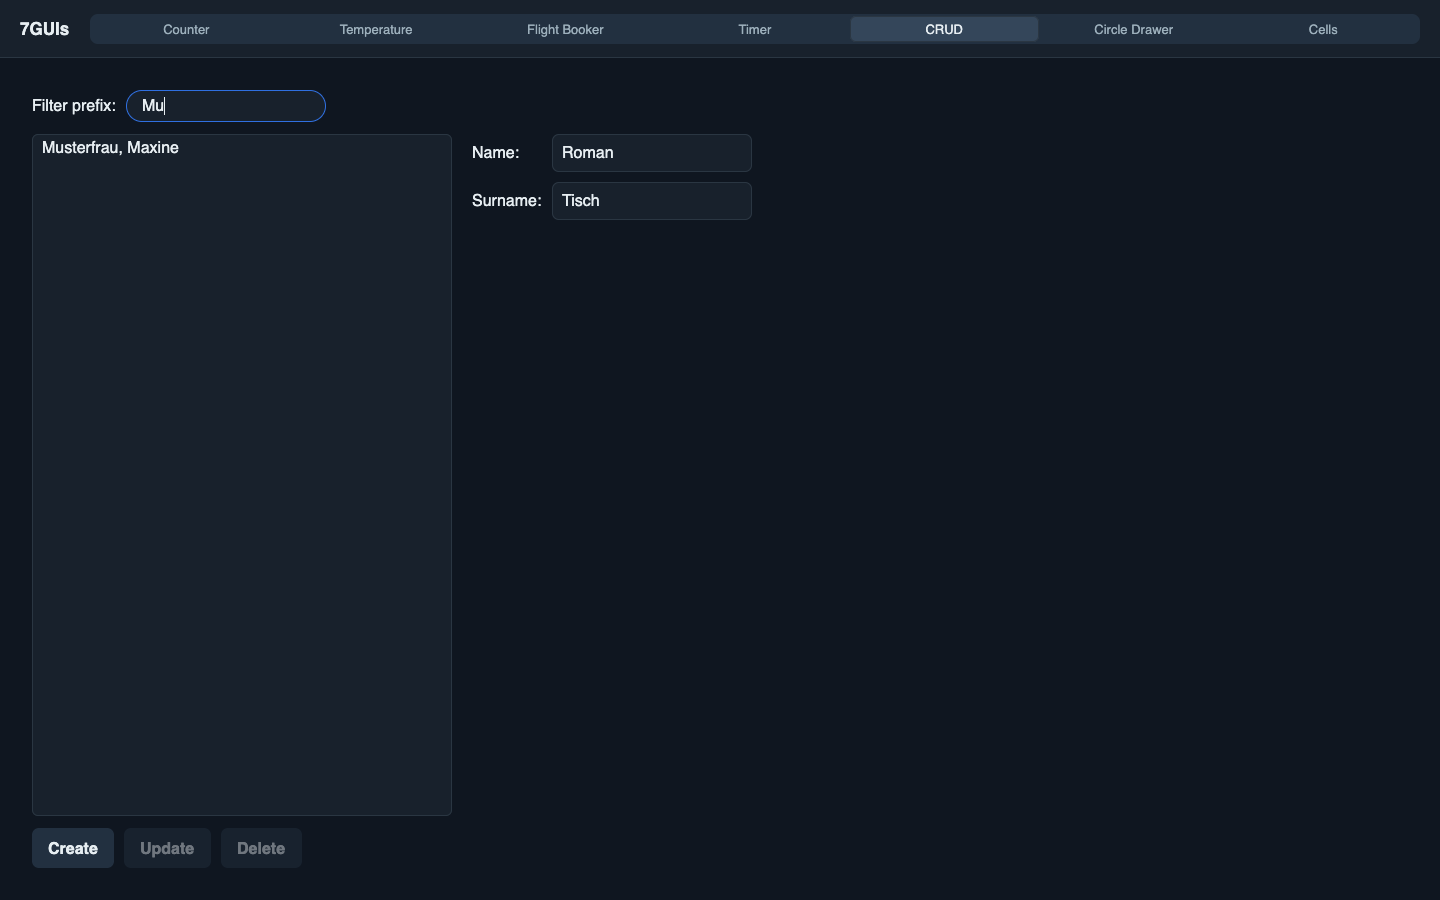 7GUIs Counter Temperature Flight Booker Timer CRUD Circle Drawer Cells
Filter prefix: Mu
Musterfrau, Maxine
Name: Roman
Surname: Tisch
Create Update Delete